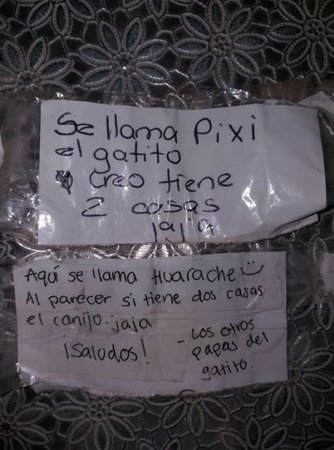 Se llama Pixi
el gatito
y creo tiene
2 casas
jaja
Aquí se llama Huarache
Al parecer si tiene dos casas
el canijo. jaja
¡Saludos!
- Los otros
papas del
gatito.